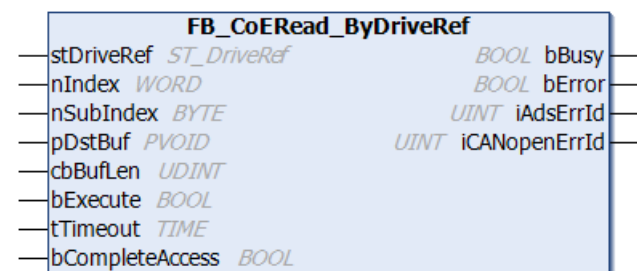 FB_CoERead_ByDriveRef
stDriveRef ST_DriveRef BOOL bBusy
nIndex WORD BOOL bError
nSubIndex BYTE UINT iAdsErrId
pDstBuf PVOID UINT iCANopenErrId
cbBufLen UDINT
bExecute BOOL
tTimeout TIME
bCompleteAccess BOOL